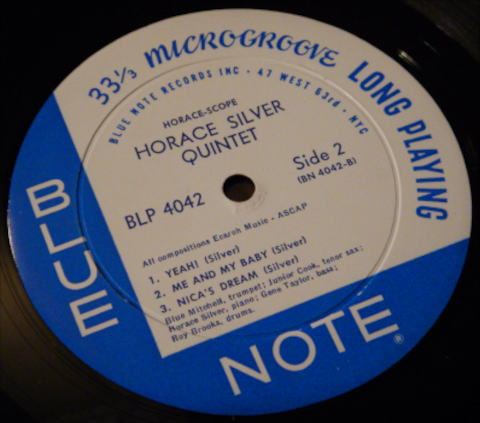 33⅓ MICROGROOVE LONG PLAYING
BLUE NOTE RECORDS INC · 47 WEST 63rd · NYC
HORACE-SCOPE
HORACE SILVER
QUINTET
BLP 4042
Side 2
(BN 4042-B)
All compositions Ecaroh Music - ASCAP
1. YEAH! (Silver)
2. ME AND MY BABY (Silver)
3. NICA'S DREAM (Silver)
Blue Mitchell, trumpet; Junior Cook, tenor sax;
Horace Silver, piano; Gene Taylor, bass;
Roy Brooks, drums.
BLUE
NOTE®